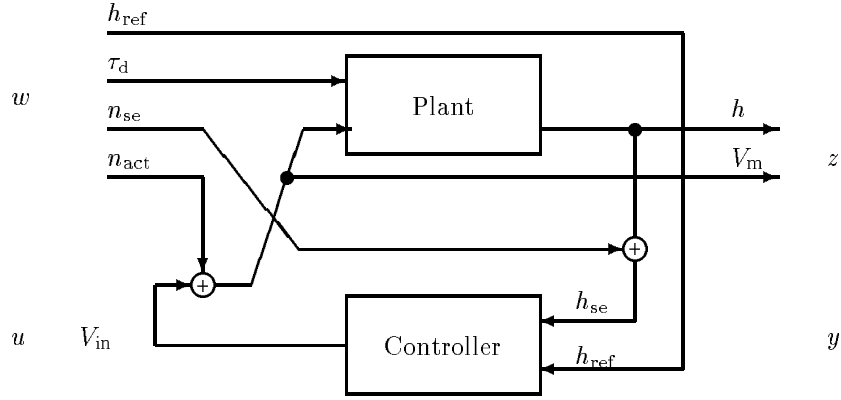 h_ref
τ_d
w
Plant
n_se
h
n_act
V_m
z
+
+
h_se
u
V_in
Controller
y
h_ref